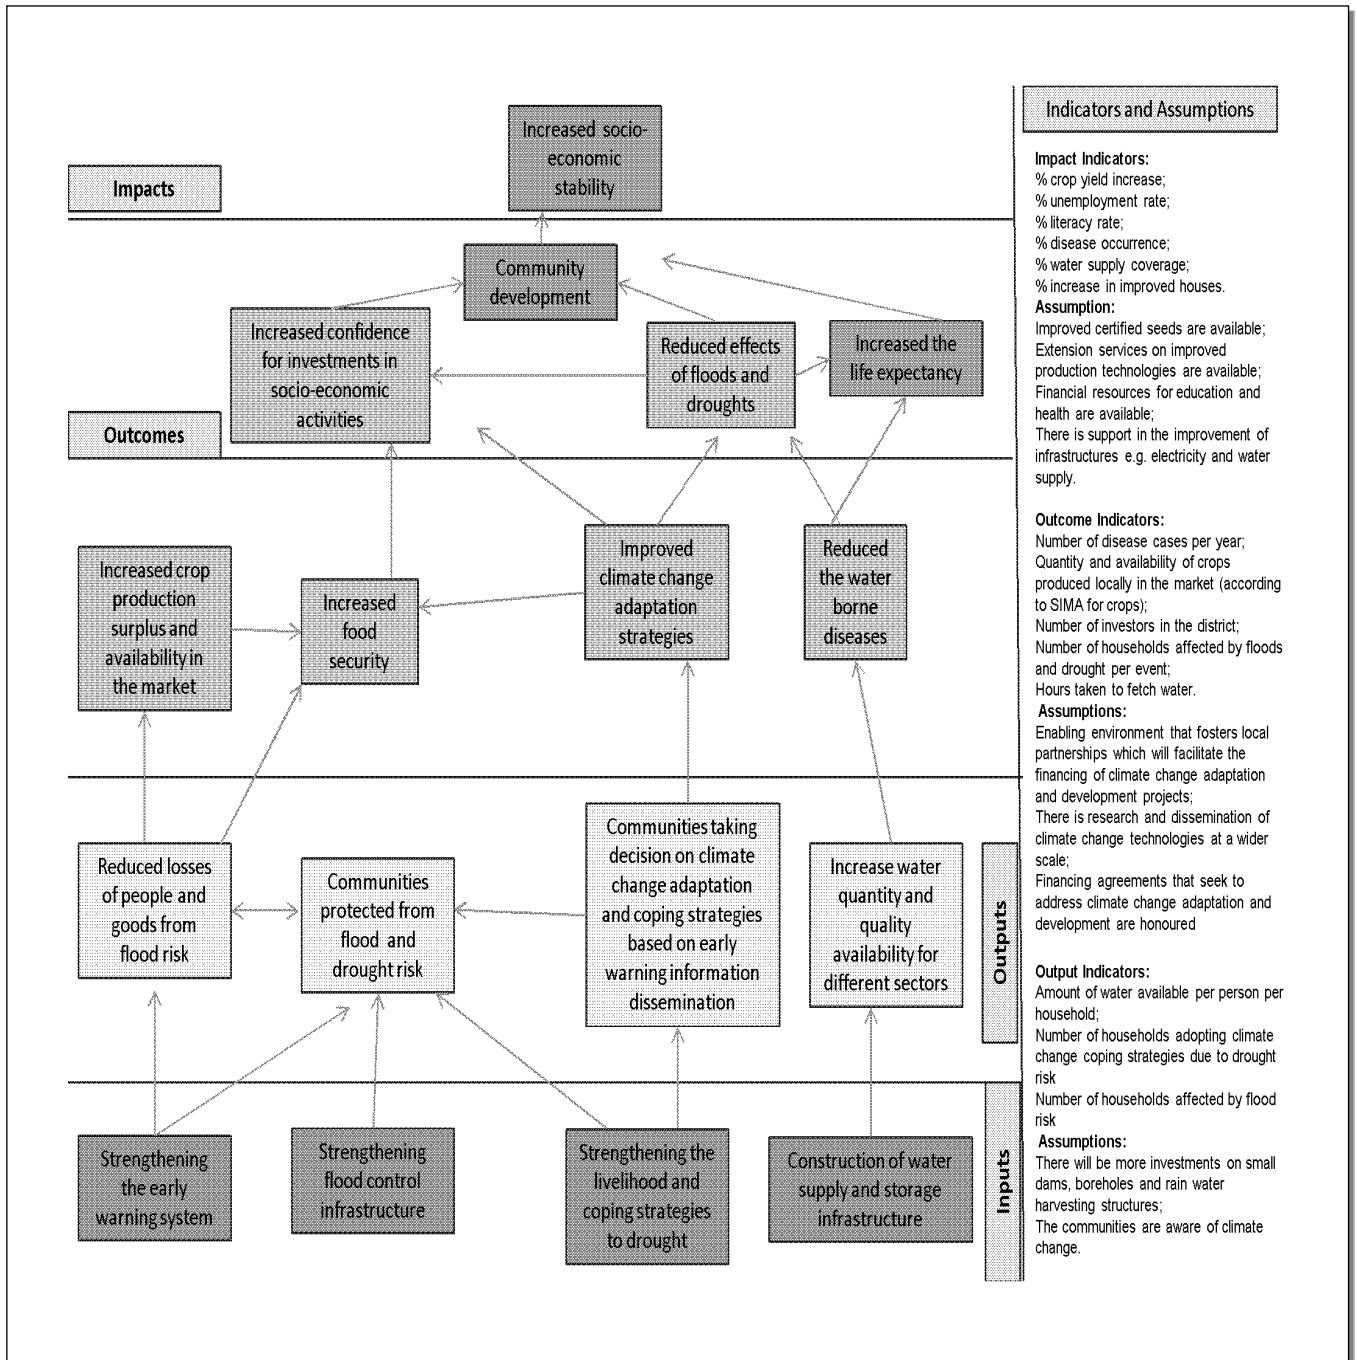 Increased socio-
economic
stability
Impacts
Community
development
Increased confidence
for investments in
socio-economic
activities
Reduced effects
of floods and
droughts
Increased the
life expectancy
Outcomes
Increased crop
production
surplus and
availability in
the market
Increased
food
security
Improved
climate change
adaptation
strategies
Reduced
the water
borne
diseases
Reduced losses
of people and
goods from
flood risk
Communities
protected from
flood and
drought risk
Communities taking
decision on climate
change adaptation
and coping strategies
based on early
warning information
dissemination
Increase water
quantity and
quality
availability for
different sectors
Outputs
Strengthening
the early
warning system
Strengthening
flood control
infrastructure
Strengthening the
livelihood and
coping strategies
to drought
Construction of water
supply and storage
infrastructure
Inputs
Indicators and Assumptions
Impact Indicators:
% crop yield increase;
% unemployment rate;
% literacy rate;
% disease occurrence;
% water supply coverage;
% increase in improved houses.
Assumption:
Improved certified seeds are available;
Extension services on improved
production technologies are available;
Financial resources for education and
health are available;
There is support in the improvement of
infrastructures e.g. electricity and water
supply.
Outcome Indicators:
Number of disease cases per year;
Quantity and availability of crops
produced locally in the market (according
to SIMA for crops);
Number of investors in the district;
Number of households affected by floods
and drought per event;
Hours taken to fetch water.
Assumptions:
Enabling environment that fosters local
partnerships which will facilitate the
financing of climate change adaptation
and development projects;
There is research and dissemination of
climate change technologies at a wider
scale;
Financing agreements that seek to
address climate change adaptation and
development are honoured
Output Indicators:
Amount of water available per person per
household;
Number of households adopting climate
change coping strategies due to drought
risk
Number of households affected by flood
risk
Assumptions:
There will be more investments on small
dams, boreholes and rain water
harvesting structures;
The communities are aware of climate
change.